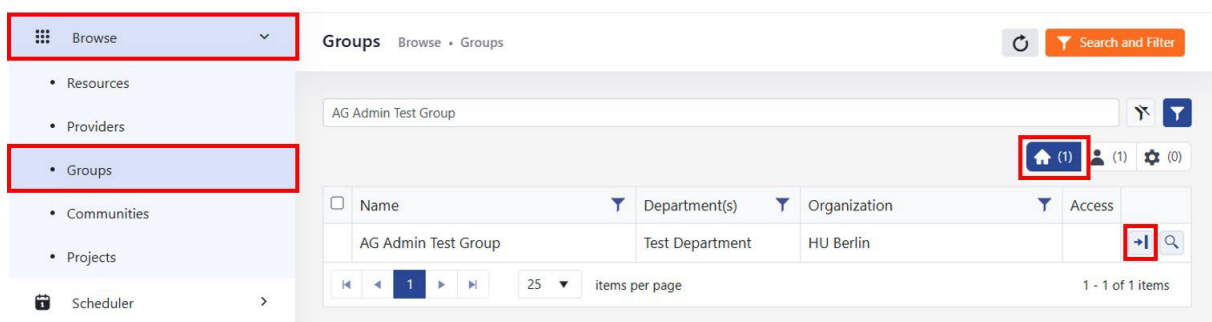 Browse
Groups Browse • Groups
Search and Filter
• Resources
• Providers
• Groups
• Communities
• Projects
Scheduler
AG Admin Test Group
(1) (1) (0)
Name Department(s) Organization Access
AG Admin Test Group Test Department HU Berlin
1 25 items per page 1 - 1 of 1 items